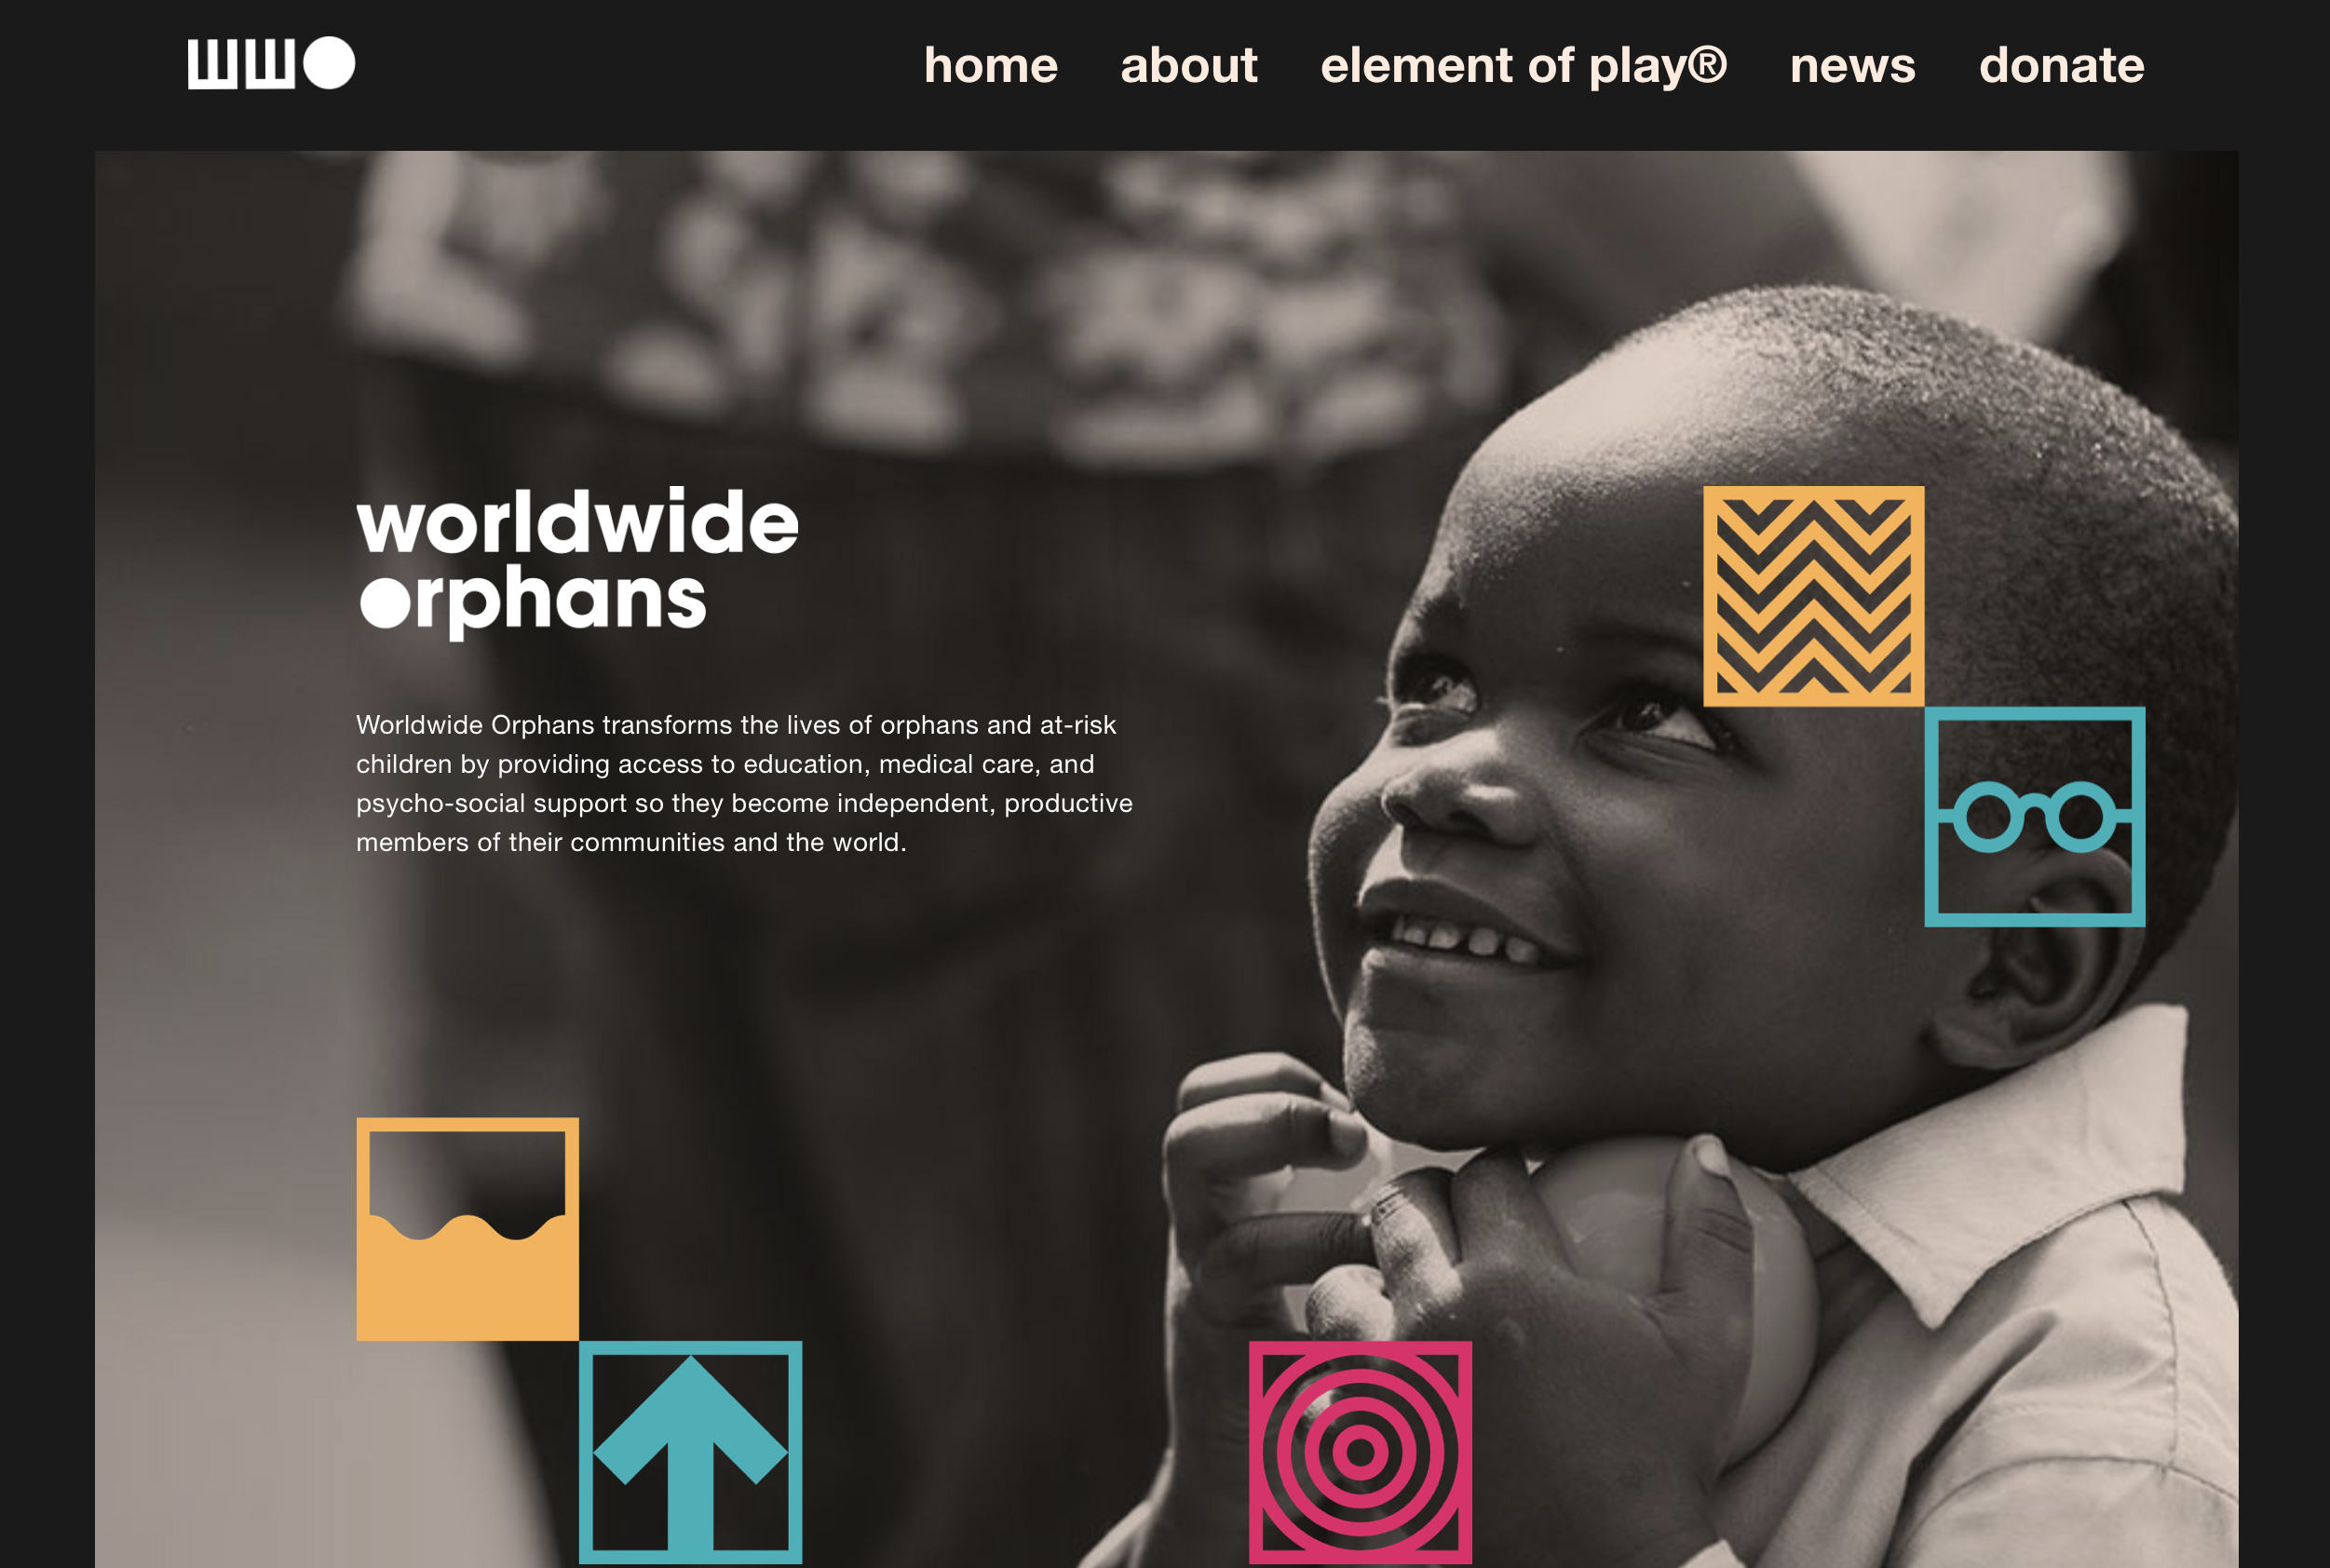 WWO
home about element of play® news donate
worldwide
orphans
Worldwide Orphans transforms the lives of orphans and at-risk
children by providing access to education, medical care, and
psycho-social support so they become independent, productive
members of their communities and the world.